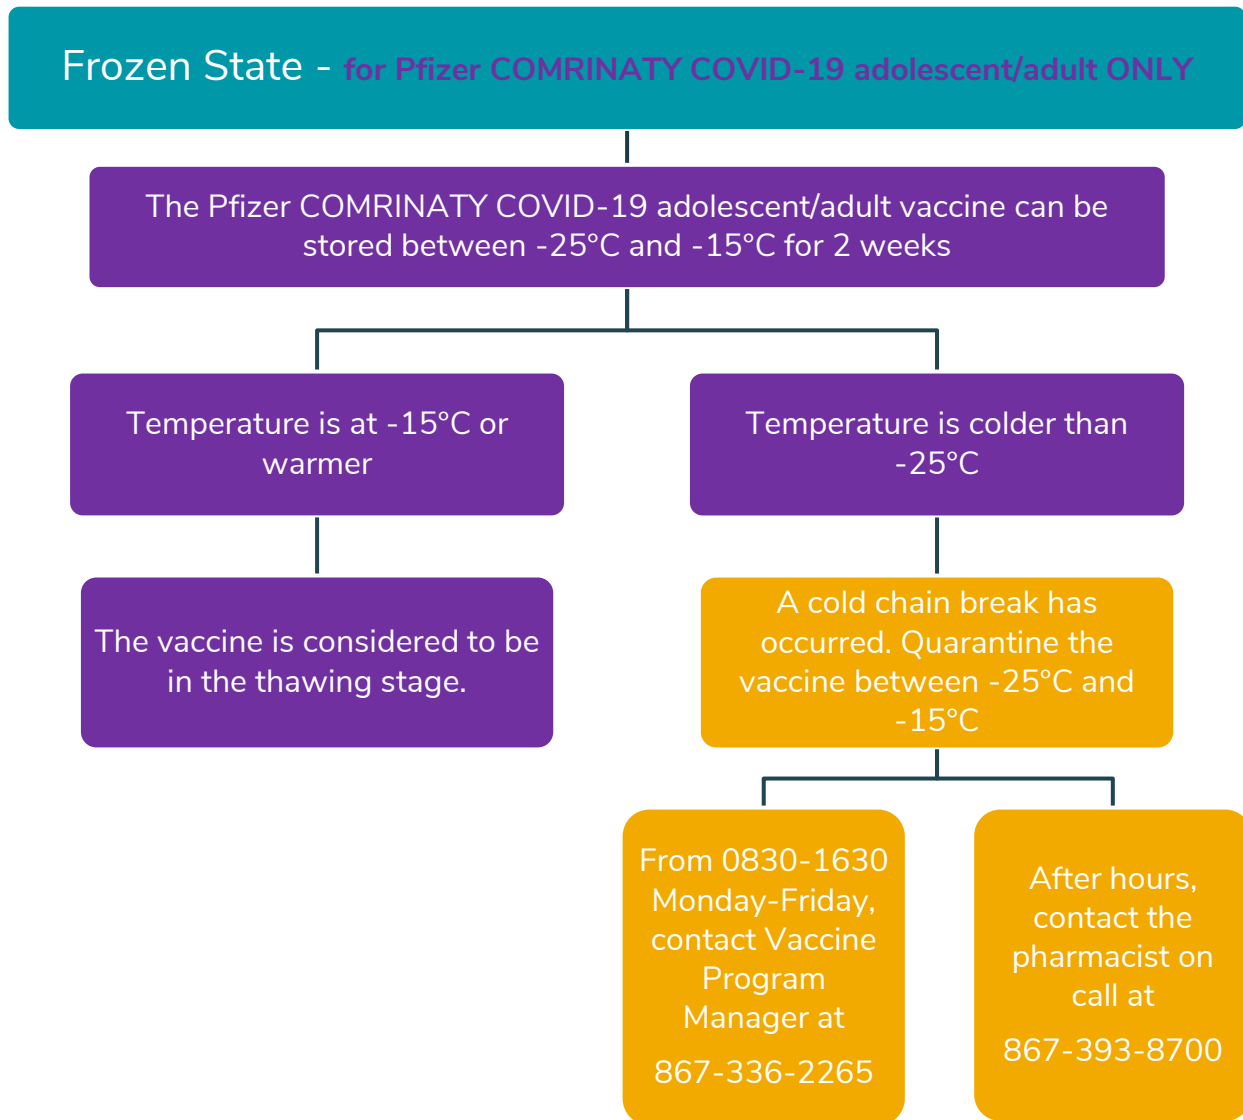 Frozen State - for Pfizer COMRINATY COVID-19 adolescent/adult ONLY
The Pfizer COMRINATY COVID-19 adolescent/adult vaccine can be
stored between -25°C and -15°C for 2 weeks
Temperature is at -15°C or
warmer
Temperature is colder than
-25°C
The vaccine is considered to be
in the thawing stage.
A cold chain break has
occurred. Quarantine the
vaccine between -25°C and
-15°C
From 0830-1630
Monday-Friday,
contact Vaccine
Program
Manager at
867-336-2265
After hours,
contact the
pharmacist on
call at
867-393-8700